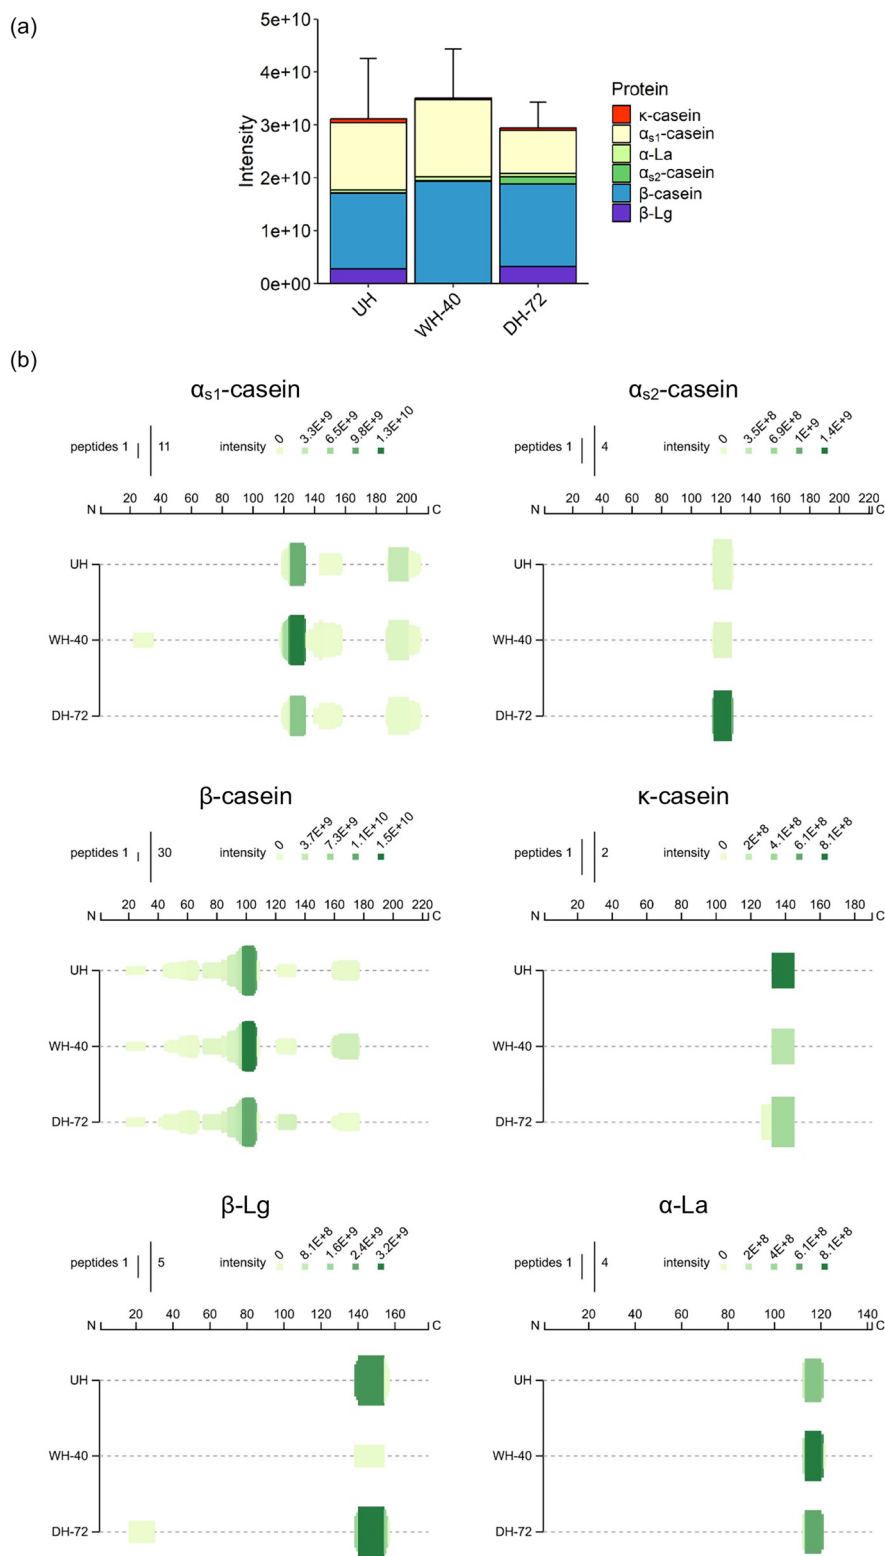 (a)
5e+10
4e+10
3e+10
2e+10
1e+10
0e+00
Intensity
UH
WH-40
DH-72
Protein
κ-casein
αs1-casein
α-La
αs2-casein
β-casein
β-Lg
(b)
αs1-casein
peptides 1 11 intensity 0 3.3E+9 6.5E+9 9.8E+9 1.3E+10
N 20 40 60 80 100 120 140 160 180 200 C
UH
WH-40
DH-72
αs2-casein
peptides 1 4 intensity 0 3.5E+8 6.9E+8 1E+9 1.4E+9
N 20 40 60 80 100 120 140 160 180 200 220 C
UH
WH-40
DH-72
β-casein
peptides 1 30 intensity 0 3.7E+9 7.3E+9 1.1E+10 1.5E+10
N 20 40 60 80 100 120 140 160 180 200 220 C
UH
WH-40
DH-72
κ-casein
peptides 1 2 intensity 0 2E+8 4.1E+8 6.1E+8 8.1E+8
N 20 40 60 80 100 120 140 160 180 C
UH
WH-40
DH-72
β-Lg
peptides 1 5 intensity 0 8.1E+8 1.6E+9 2.4E+9 3.2E+9
N 20 40 60 80 100 120 140 160 C
UH
WH-40
DH-72
α-La
peptides 1 4 intensity 0 2E+8 4E+8 6.1E+8 8.1E+8
N 20 40 60 80 100 120 140 C
UH
WH-40
DH-72